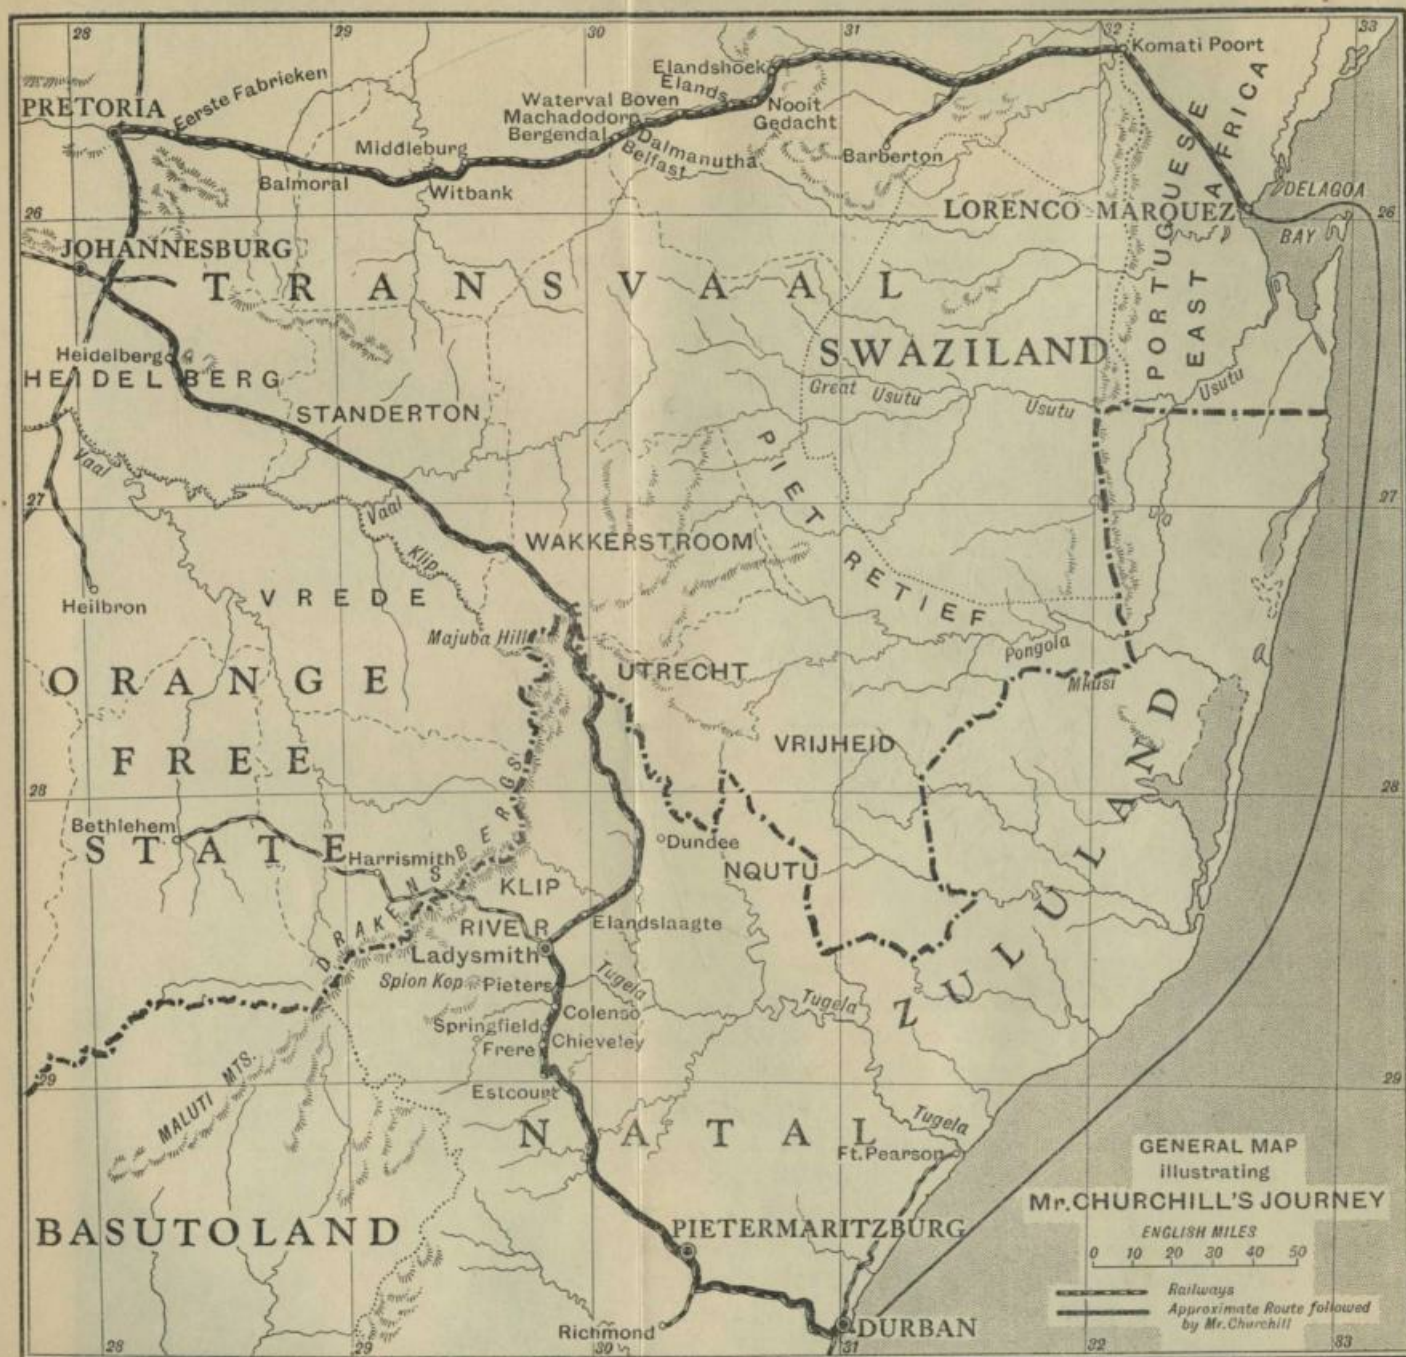 28 29 30 31 32 33
Komati Poort
Elandshoek
Elands
PRETORIA
Eerste Fabrieken
Waterval Boven
Machadodorp
Bergendal
Nooit
Gedacht
Dalmanutha
Belfast
Middleburg
Balmoral
Witbank
Barberton
PORTUGUESE
EAST AFRICA
LORENCO MARQUEZ
DELAGOA
BAY
26 26
JOHANNESBURG
TRANSVAAL
SWAZILAND
Heidelberg
HEIDELBERG
STANDERTON
Great Usutu
Usutu
Usutu
PIET RETIEF
Vaal
Vaal
Klip
27 27
WAKKERSTROOM
Heilbron
VREDE
Majuba Hill
UTRECHT
Pongola
Mkusi
ORANGE
FREE
STATE
VRIJHEID
28 28
Bethlehem
Harrismith
DRAKENSBERGS
Dundee
NQUTU
ZULULAND
KLIP
RIVER
Elandslaagte
Ladysmith
Spion Kop
Pieters
Tugela
Tugela
Colenso
Springfield
Chieveley
Frere
29 29
Estcourt
MALUTI MTS.
NATAL
Tugela
Ft. Pearson
BASUTOLAND
PIETERMARITZBURG
Richmond
DURBAN
GENERAL MAP
illustrating
Mr. CHURCHILL'S JOURNEY
ENGLISH MILES
0 10 20 30 40 50
Railways
Approximate Route followed
by Mr. Churchill
28 29 30 31 32 33